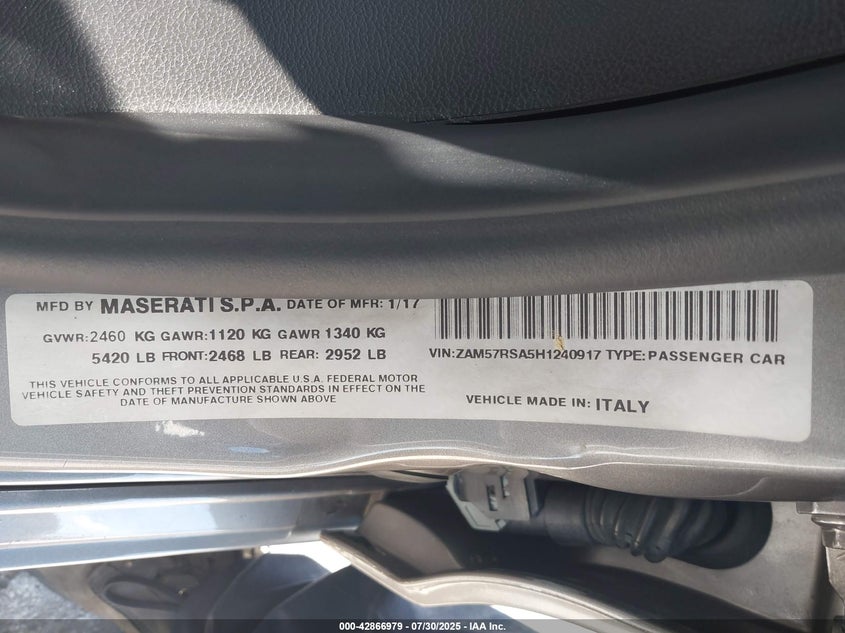 MFD BY MASERATI S.P.A. DATE OF MFR: 1/17
GVWR:2460 KG GAWR:1120 KG GAWR 1340 KG
5420 LB FRONT:2468 LB REAR: 2952 LB
THIS VEHICLE CONFORMS TO ALL APPLICABLE U.S.A. FEDERAL MOTOR
VEHICLE SAFETY AND THEFT PREVENTION STANDARDS IN EFFECT ON THE
DATE OF MANUFACTURE SHOWN ABOVE
VIN:ZAM57RSA5H1240917 TYPE:PASSENGER CAR
VEHICLE MADE IN: ITALY
000-42866979 - 07/30/2025 - IAA Inc.